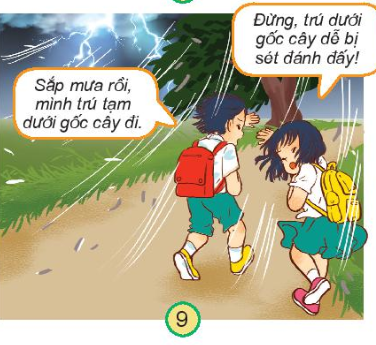 Sắp mưa rồi,
mình trú tạm
dưới gốc cây đi.
Đừng, trú dưới
gốc cây dễ bị
sét đánh đấy!
9